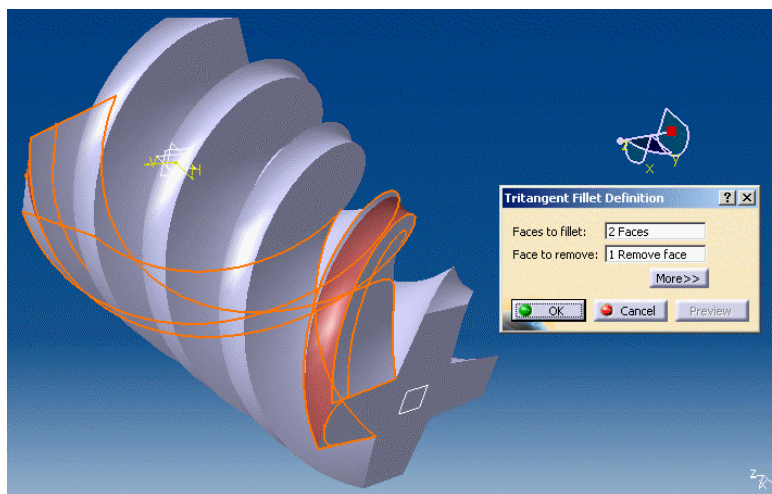 Z
X
y
Tritangent Fillet Definition
Faces to fillet: 2 Faces
Face to remove: 1 Remove face
More>>
OK Cancel Preview
Z